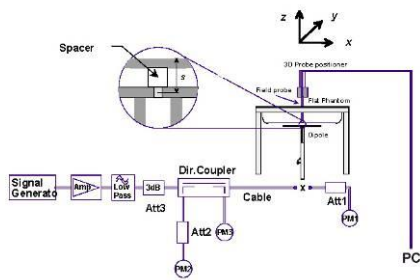 z
y
x
Spacer
s
3D Probe positioner
Field probe
Flat Phantom
Dipole
Dir.Coupler
Signal
Generato
Amp
Low
Pass
3dB
Att3
Cable
x
Att1
PM1
Att2
PM3
PM2
PC